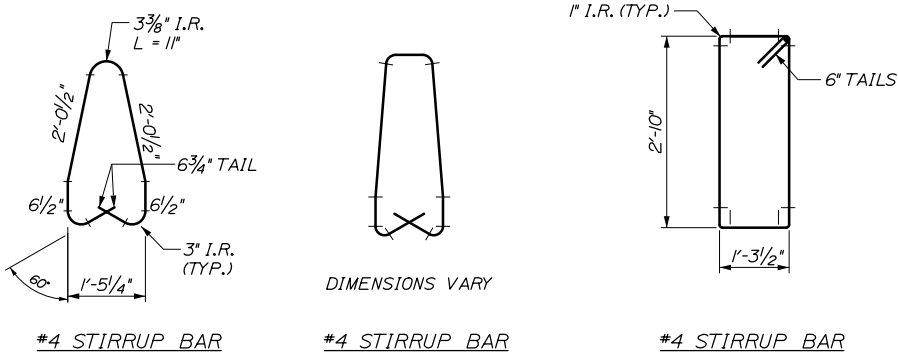 3⅜" I.R.
L = 11"
2'-0½"
2'-0½"
6¾" TAIL
6½"
6½"
3" I.R.
(TYP.)
60°
1'-5¼"
#4 STIRRUP BAR
DIMENSIONS VARY
#4 STIRRUP BAR
1" I.R. (TYP.)
6" TAILS
2'-10"
1'-3½"
#4 STIRRUP BAR